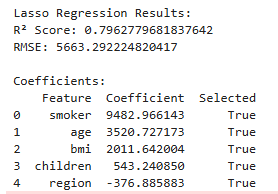 Lasso Regression Results:
R² Score: 0.7962779681837642
RMSE: 5663.292224820417
Coefficients:
Feature Coefficient Selected
0 smoker 9482.966143 True
1 age 3520.727173 True
2 bmi 2011.642004 True
3 children 543.240850 True
4 region -376.885883 True